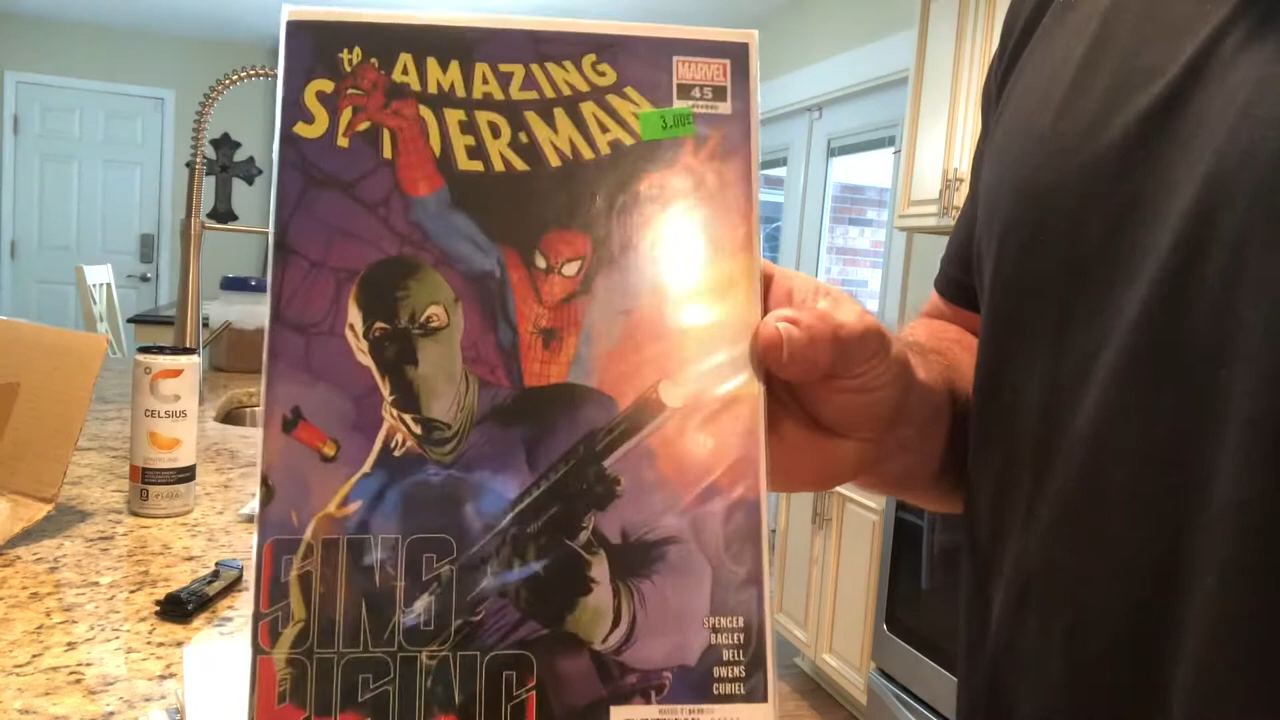 the AMAZING
SPIDER-MAN
MARVEL
45
3.00
CELSIUS
SINS
RISING
SPENCER
BAGLEY
DELL
OWENS
CURIEL